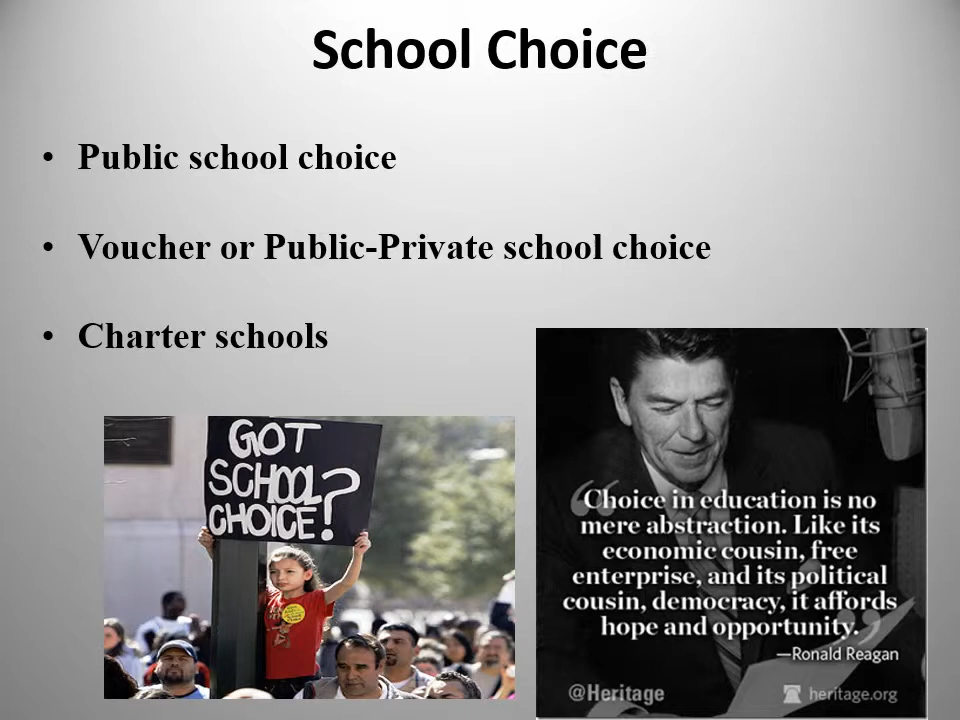 School Choice
• Public school choice
• Voucher or Public-Private school choice
• Charter schools
GOT
SCHOOL
CHOICE?
“Choice in education is no
mere abstraction. Like its
economic cousin, free
enterprise, and its political
cousin, democracy, it affords
hope and opportunity.”
—Ronald Reagan
@Heritage
heritage.org